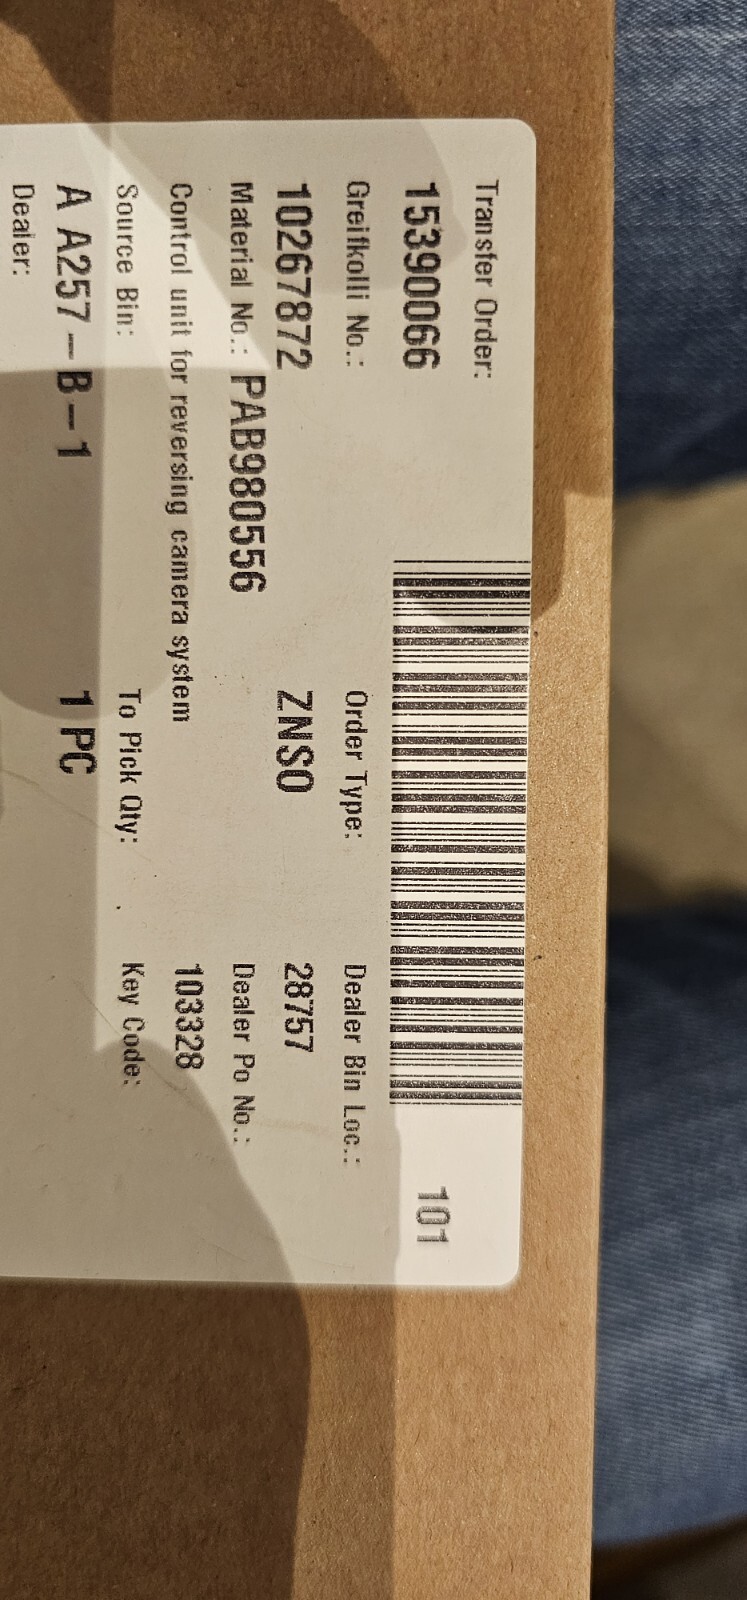 Transfer Order:
15390066
101
Greifkolli No.: Order Type: Dealer Bin Loc.:
10267872 ZNSO 28757
Material No.: PAB980556 Dealer Po No.:
Control unit for reversing camera system 103328
Source Bin: To Pick Qty: Key Code:
A A257-B-1 1 PC
Dealer: